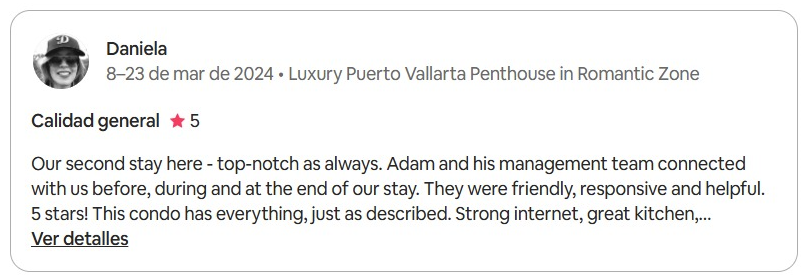 Daniela
8–23 de mar de 2024 • Luxury Puerto Vallarta Penthouse in Romantic Zone
Calidad general ★ 5
Our second stay here - top-notch as always. Adam and his management team connected
with us before, during and at the end of our stay. They were friendly, responsive and helpful.
5 stars! This condo has everything, just as described. Strong internet, great kitchen,...
Ver detalles